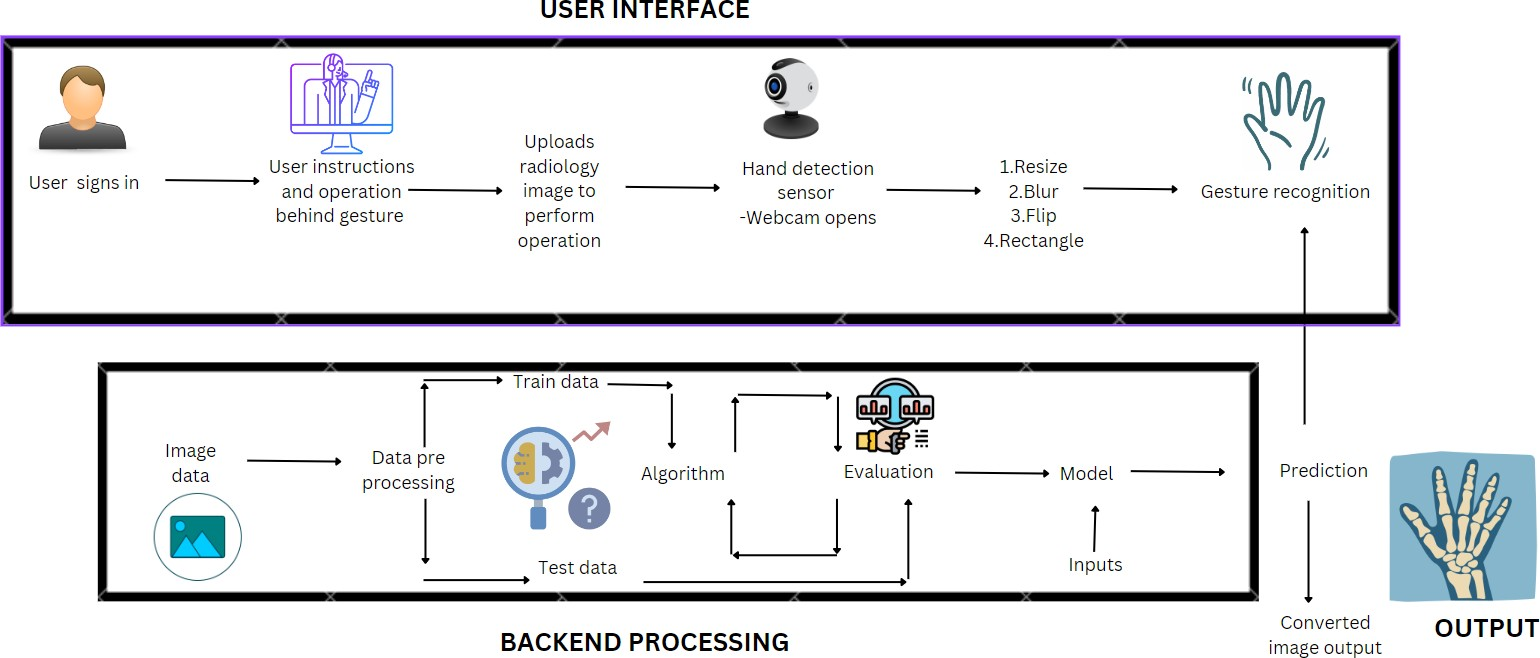 USER INTERFACE
User  signs in
User instructions
and operation
behind gesture
Uploads
radiology
image to
perform
operation
Hand detection
sensor
-Webcam opens
1.Resize
2.Blur
3.Flip
4.Rectangle
Gesture recognition
Image
data
Data pre
processing
Train data
?
Test data
Algorithm
Evaluation
Model
Inputs
Prediction
Converted
image output
OUTPUT
BACKEND PROCESSING